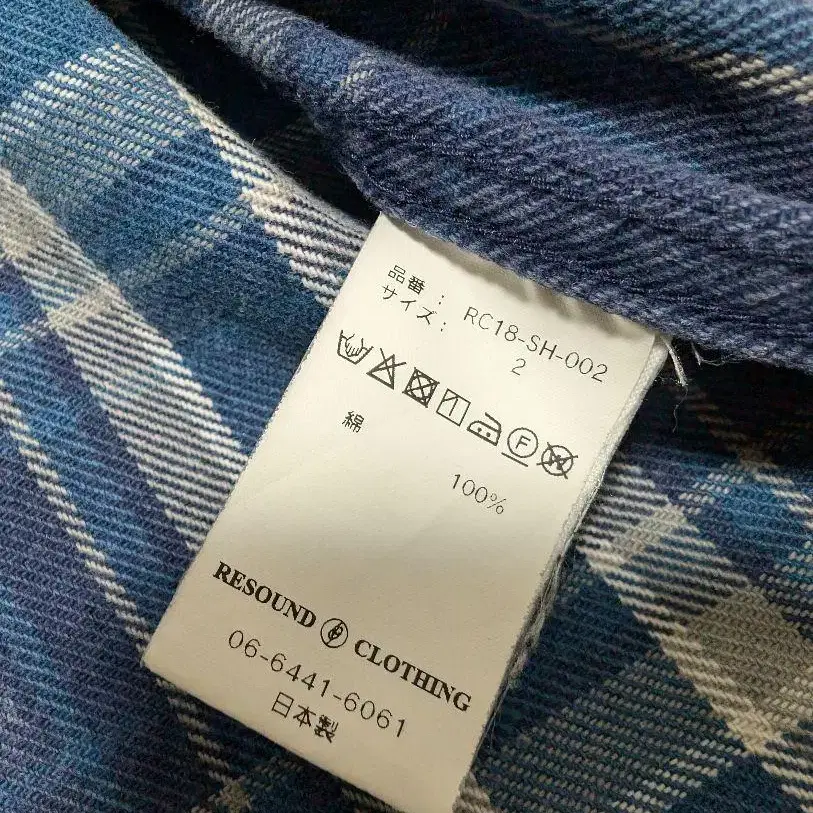 品番 : RC18-SH-002
サイズ : 2
F W
綿 100%
RESOUND CLOTHING
06-6441-6061
日本製